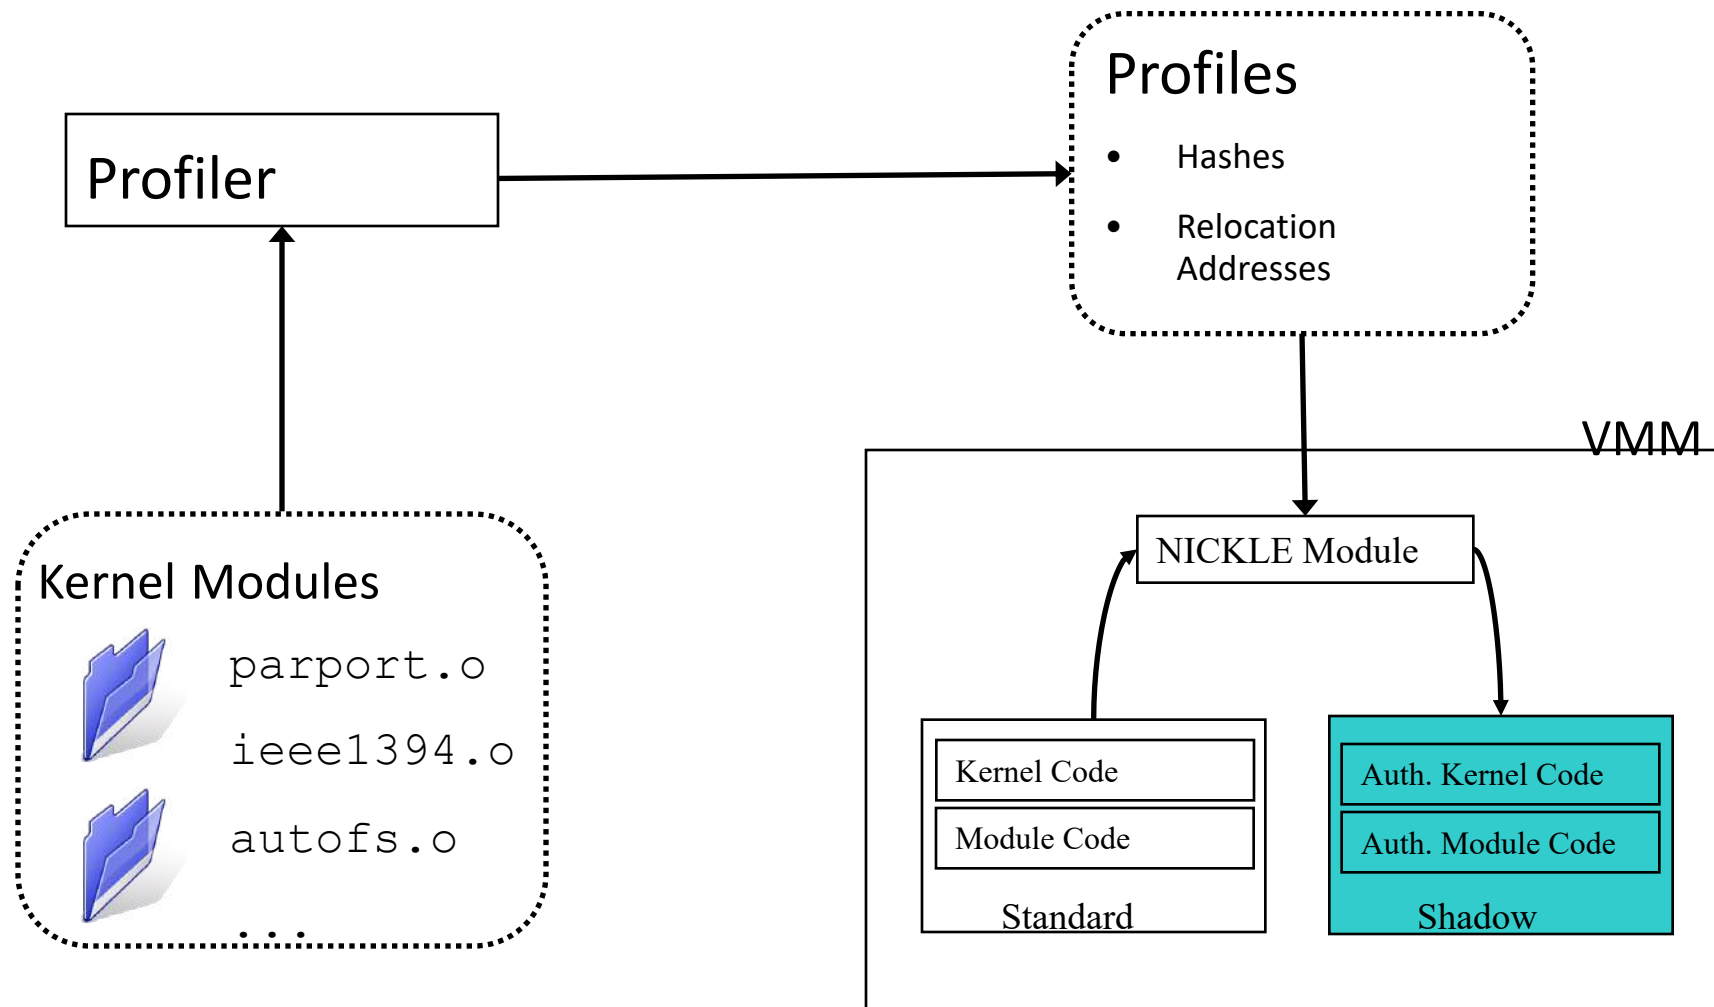 Profiles
• Hashes
• Relocation
Addresses
Profiler
VMM
NICKLE Module
Kernel Modules
parport.o
ieee1394.o
autofs.o
...
Kernel Code
Module Code
Standard
Auth. Kernel Code
Auth. Module Code
Shadow